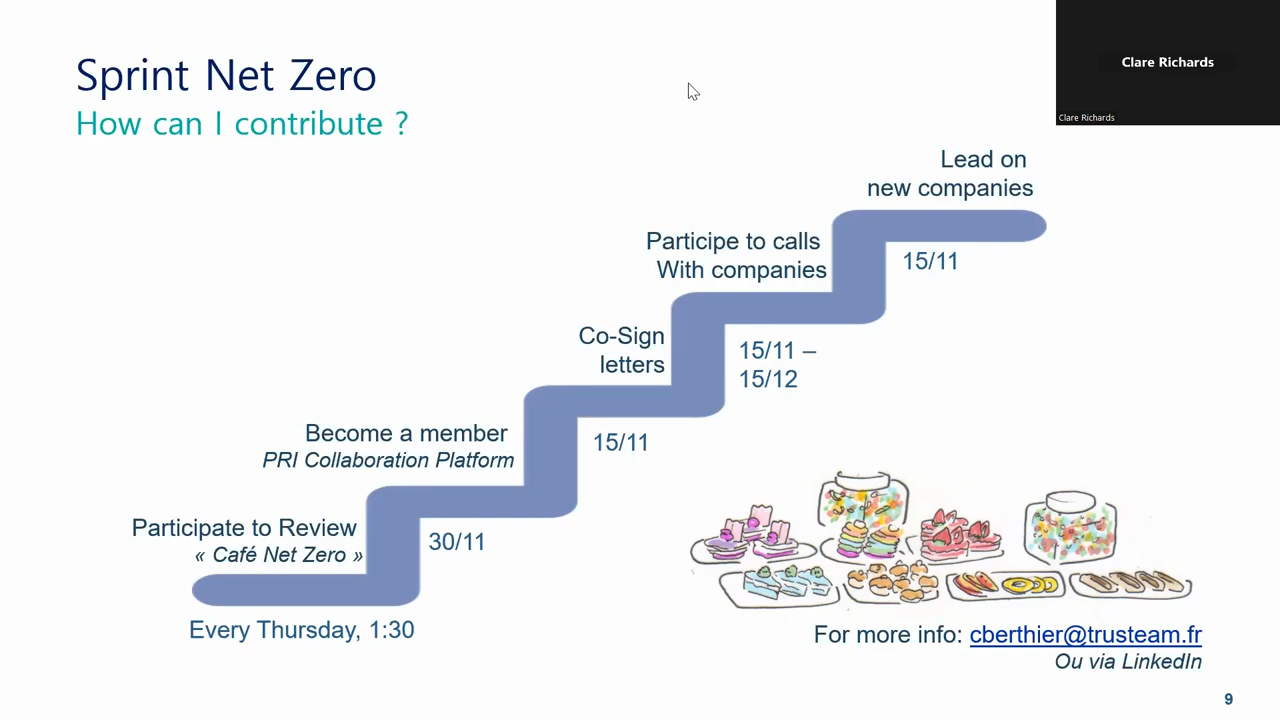 Sprint Net Zero
How can I contribute ?
Clare Richards
Clare Richards
Lead on
new companies
15/11
Participe to calls
With companies
15/11 –
15/12
Co-Sign
letters
15/11
Become a member
PRI Collaboration Platform
30/11
Participate to Review
« Café Net Zero »
Every Thursday, 1:30
For more info: cberthier@trusteam.fr
Ou via LinkedIn
9